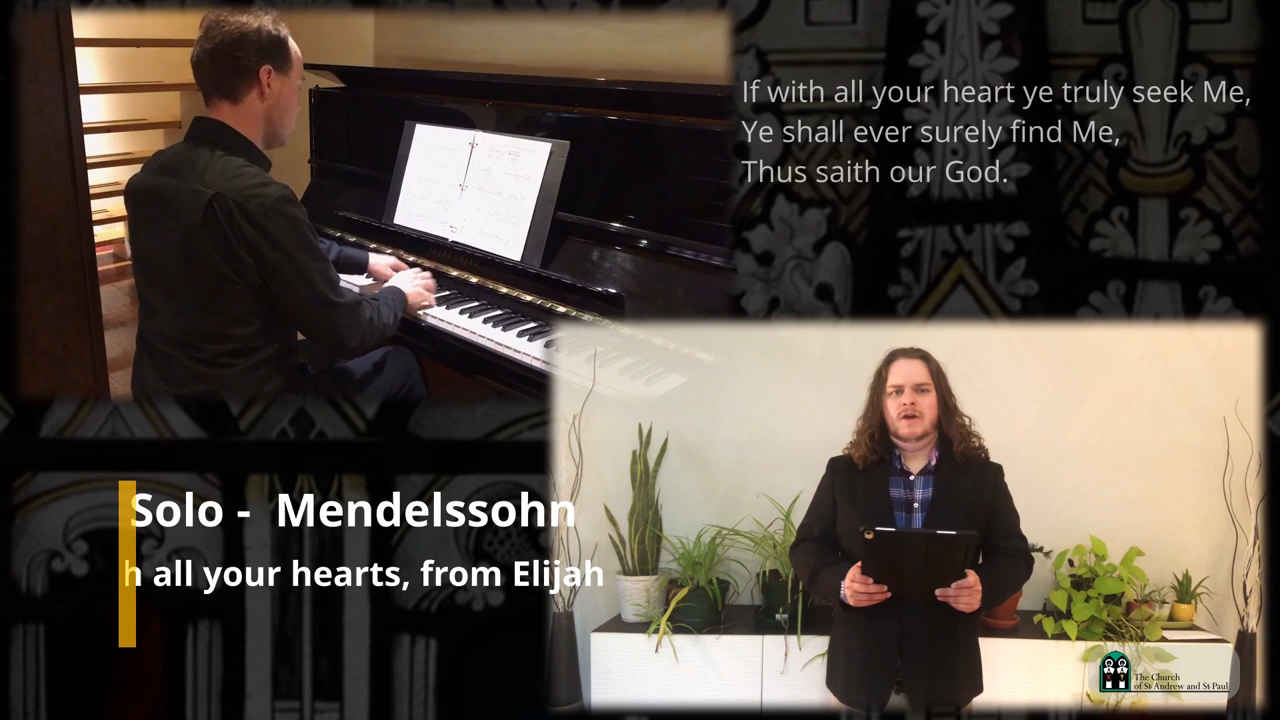 If with all your heart ye truly seek Me,
Ye shall ever surely find Me,
Thus saith our God.
Solo - Mendelssohn
h all your hearts, from Elijah
The Church
of St Andrew and St Paul